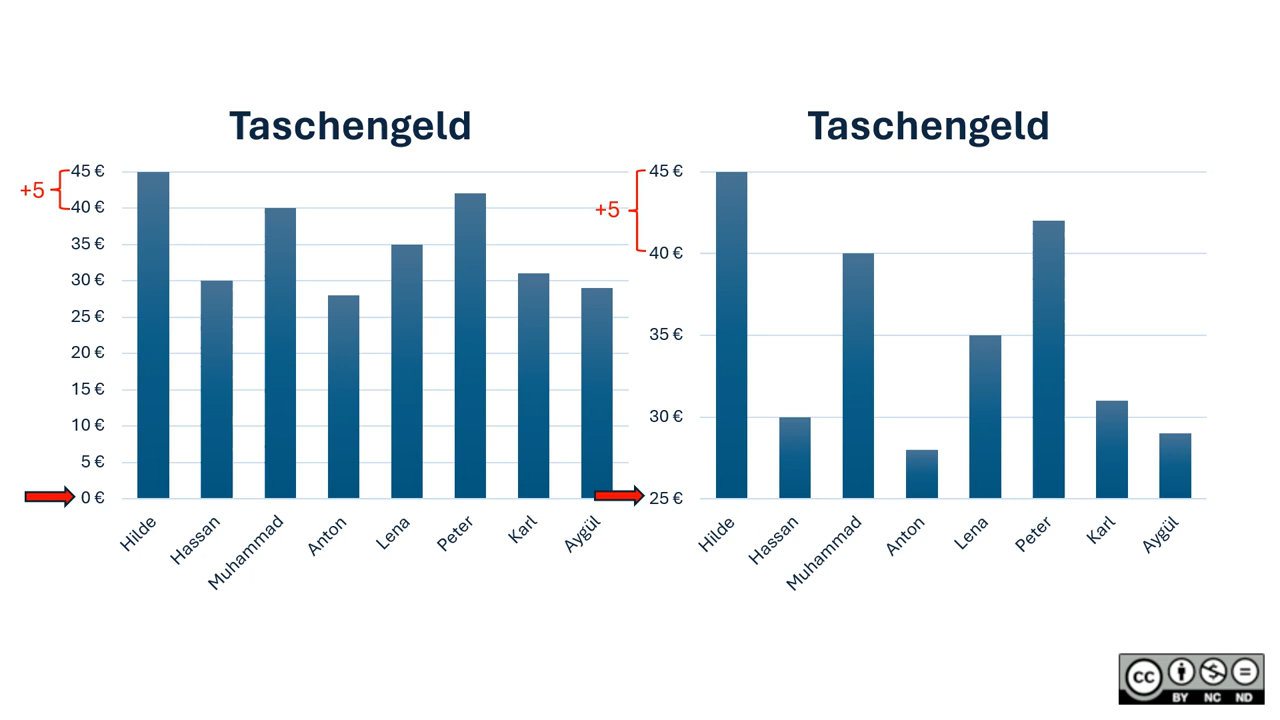 Taschengeld
+5
45 €
40 €
35 €
30 €
25 €
20 €
15 €
10 €
5 €
0 €
Hilde
Hassan
Muhammad
Anton
Lena
Peter
Karl
Aygül
Taschengeld
+5
45 €
40 €
35 €
30 €
25 €
Hilde
Hassan
Muhammad
Anton
Lena
Peter
Karl
Aygül
cc
BY NC ND